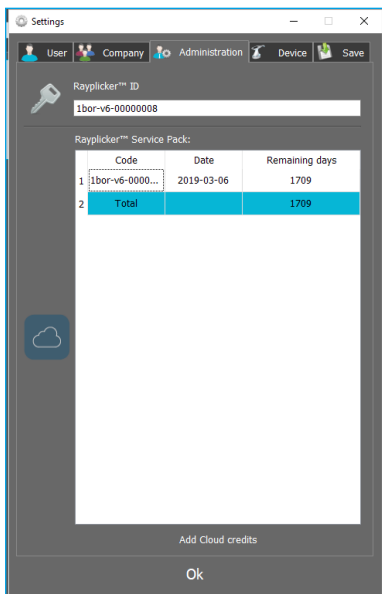 Settings
User Company Administration Device Save
Rayplicker™ ID
1bor-v6-00000008
Rayplicker™ Service Pack:
Code Date Remaining days
1 1bor-v6-0000... 2019-03-06 1709
2 Total 1709
Add Cloud credits
Ok